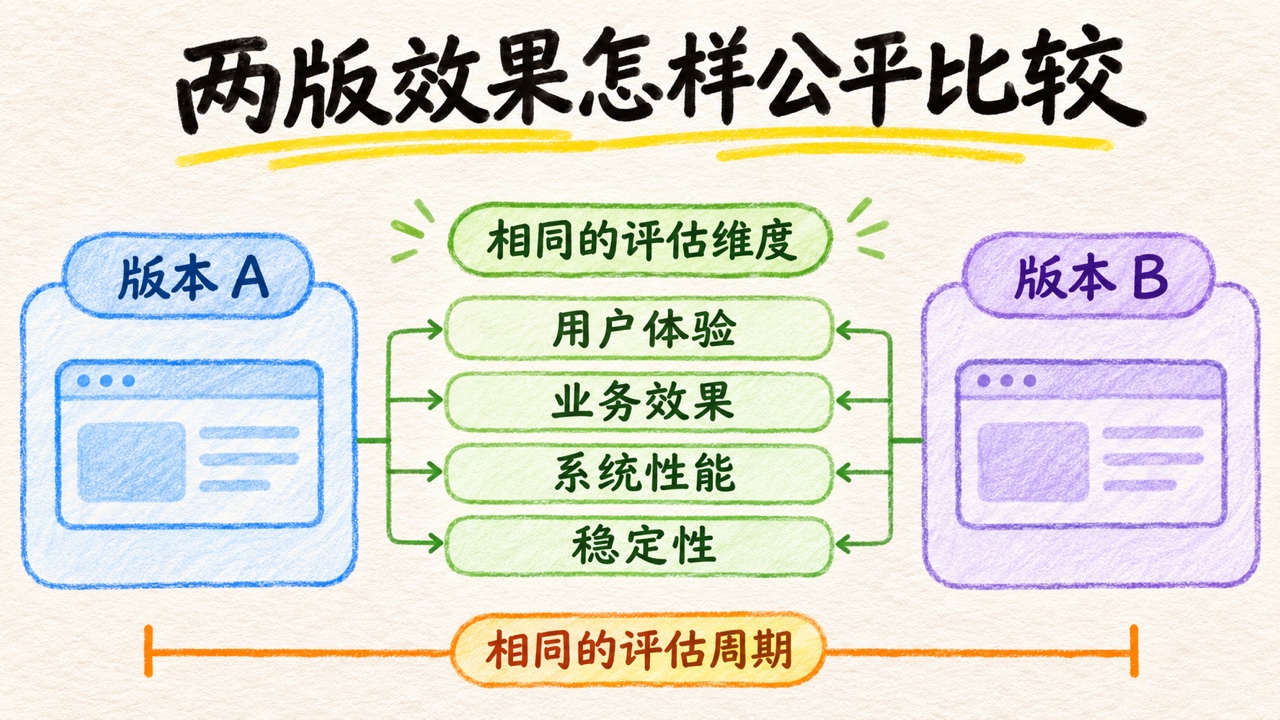 两版效果怎样公平比较
相同的评估维度
版本 A
版本 B
用户体验
业务效果
系统性能
稳定性
相同的评估周期